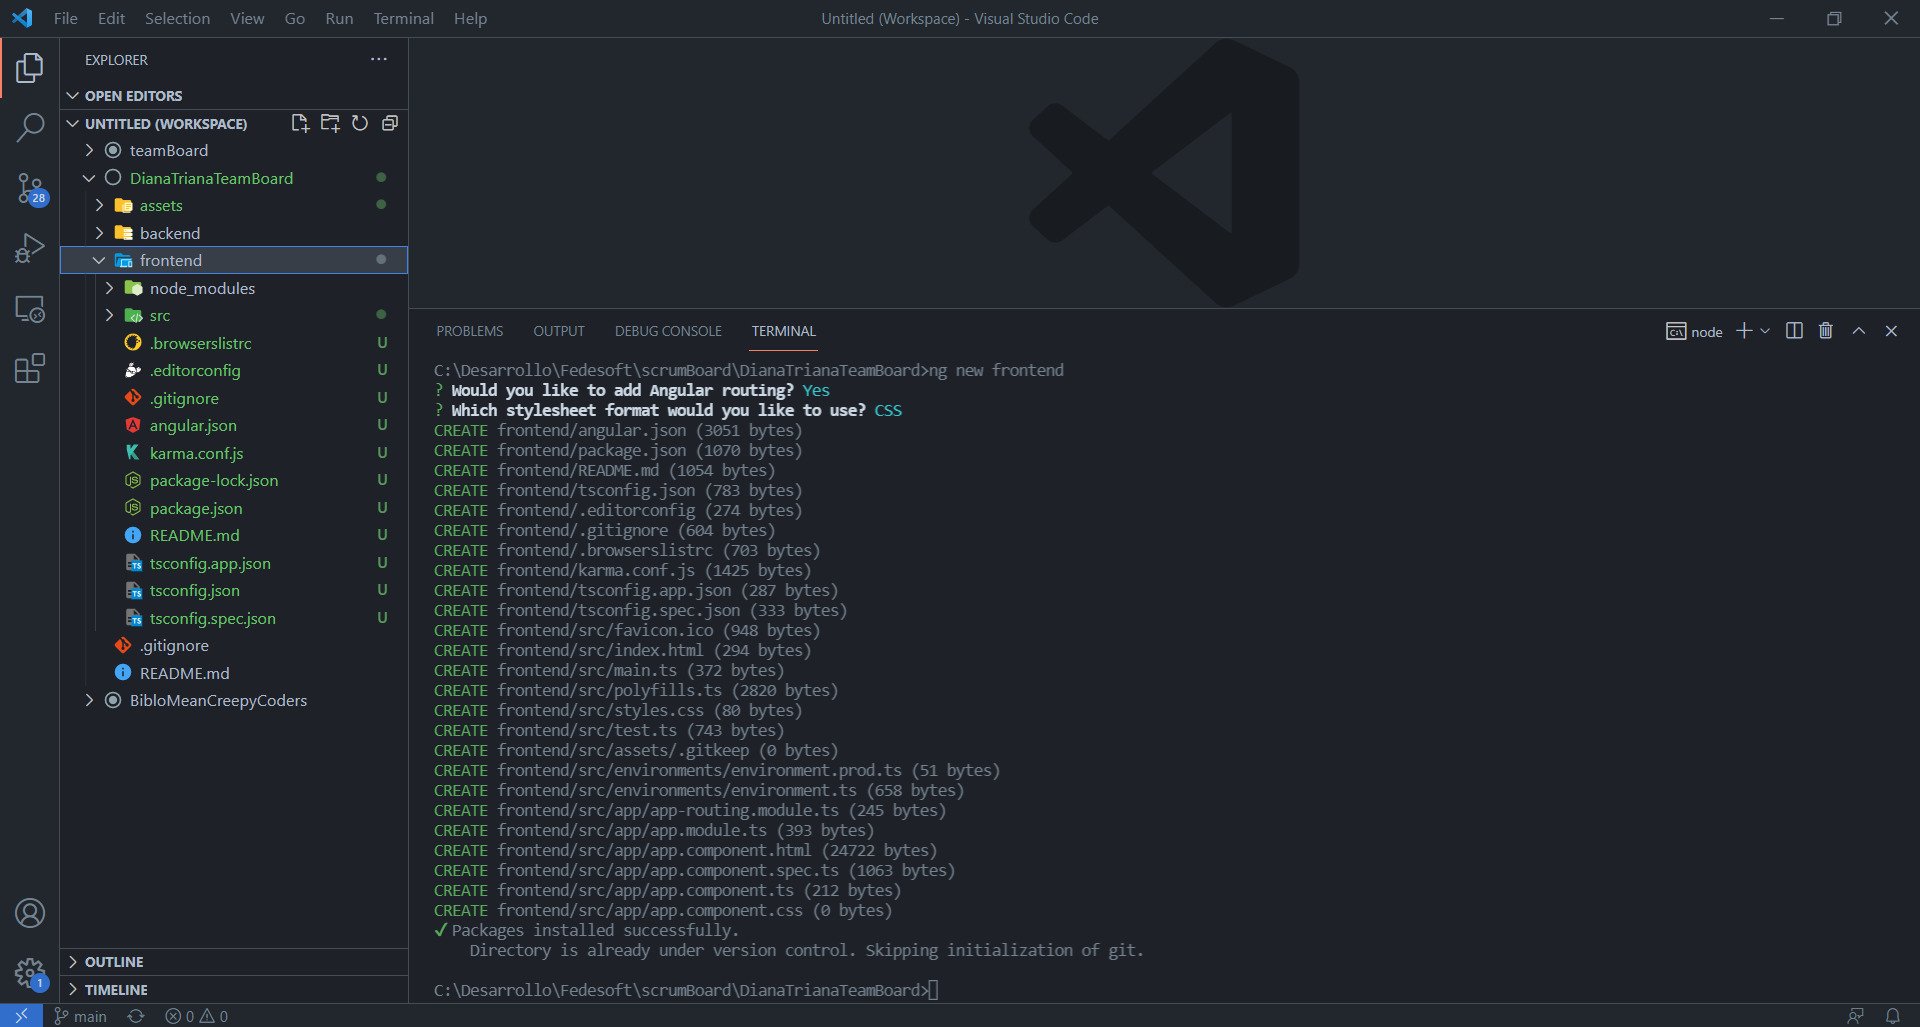 File Edit Selection View Go Run Terminal Help
Untitled (Workspace) - Visual Studio Code
EXPLORER
OPEN EDITORS
UNTITLED (WORKSPACE)
teamBoard
DianaTrianaTeamBoard
assets
backend
frontend
node_modules
src
.browserslistrc U
.editorconfig U
.gitignore U
angular.json U
karma.conf.js U
package-lock.json U
package.json U
README.md U
tsconfig.app.json U
tsconfig.json U
tsconfig.spec.json U
.gitignore
README.md
BibloMeanCreepyCoders
OUTLINE
TIMELINE
28
1
PROBLEMS OUTPUT DEBUG CONSOLE TERMINAL
node
C:\Desarrollo\Fedesoft\scrumBoard\DianaTrianaTeamBoard>ng new frontend
? Would you like to add Angular routing? Yes
? Which stylesheet format would you like to use? CSS
CREATE frontend/angular.json (3051 bytes)
CREATE frontend/package.json (1070 bytes)
CREATE frontend/README.md (1054 bytes)
CREATE frontend/tsconfig.json (783 bytes)
CREATE frontend/.editorconfig (274 bytes)
CREATE frontend/.gitignore (604 bytes)
CREATE frontend/.browserslistrc (703 bytes)
CREATE frontend/karma.conf.js (1425 bytes)
CREATE frontend/tsconfig.app.json (287 bytes)
CREATE frontend/tsconfig.spec.json (333 bytes)
CREATE frontend/src/favicon.ico (948 bytes)
CREATE frontend/src/index.html (294 bytes)
CREATE frontend/src/main.ts (372 bytes)
CREATE frontend/src/polyfills.ts (2820 bytes)
CREATE frontend/src/styles.css (80 bytes)
CREATE frontend/src/test.ts (743 bytes)
CREATE frontend/src/assets/.gitkeep (0 bytes)
CREATE frontend/src/environments/environment.prod.ts (51 bytes)
CREATE frontend/src/environments/environment.ts (658 bytes)
CREATE frontend/src/app/app-routing.module.ts (245 bytes)
CREATE frontend/src/app/app.module.ts (393 bytes)
CREATE frontend/src/app/app.component.html (24722 bytes)
CREATE frontend/src/app/app.component.spec.ts (1063 bytes)
CREATE frontend/src/app/app.component.ts (212 bytes)
CREATE frontend/src/app/app.component.css (0 bytes)
✓ Packages installed successfully.
Directory is already under version control. Skipping initialization of git.
C:\Desarrollo\Fedesoft\scrumBoard\DianaTrianaTeamBoard>
main 0 0